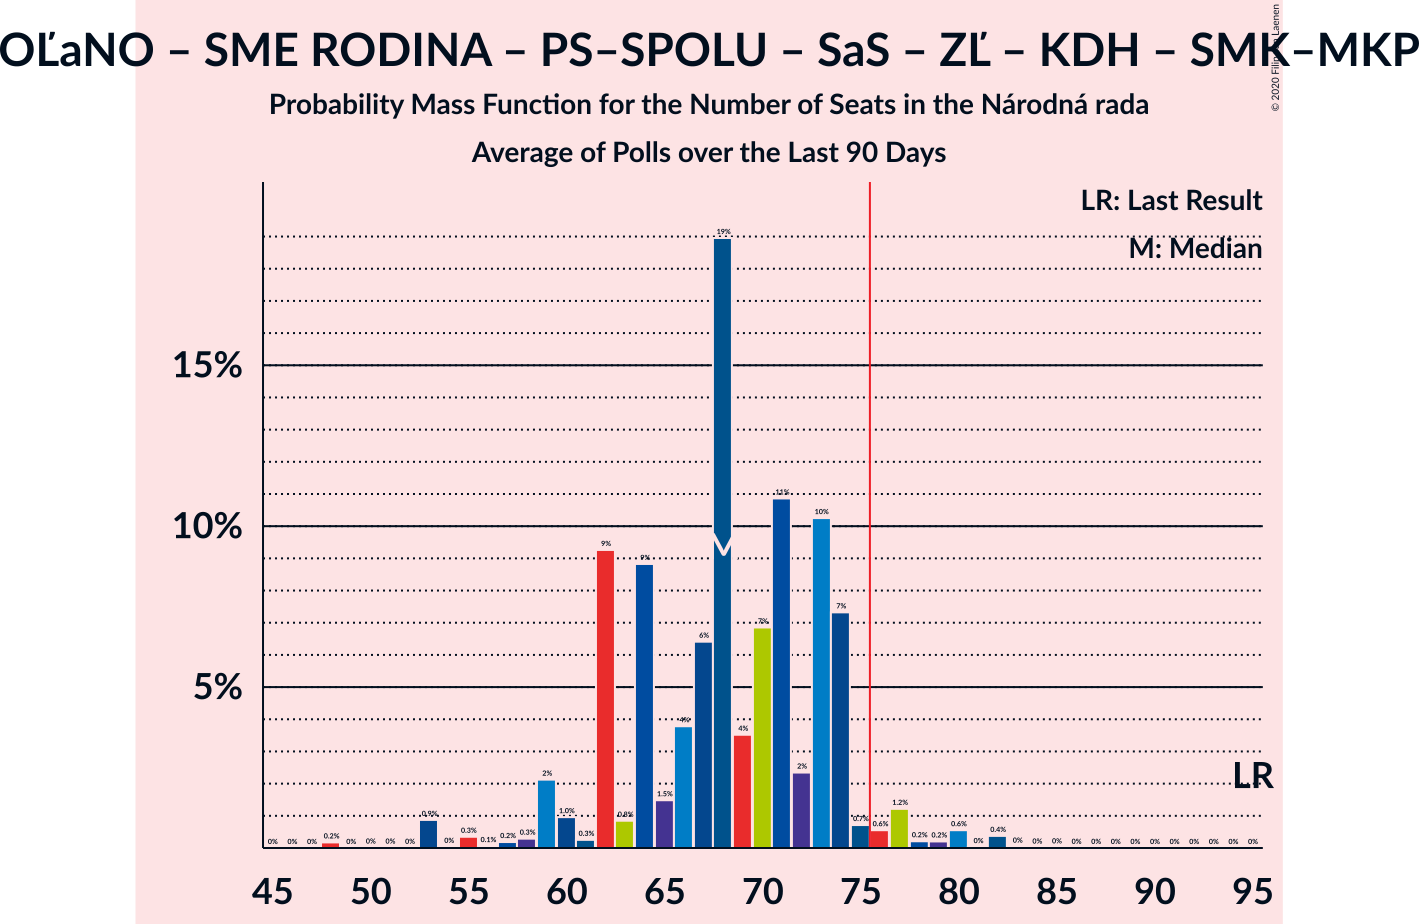 OĽaNO – SME RODINA – PS–SPOLU – SaS – ZĽ – KDH – SMK–MKP
© 2020 Filip Laenen
Probability Mass Function for the Number of Seats in the Národná rada
Average of Polls over the Last 90 Days
LR: Last Result
M: Median
15%
10%
5%
LR
0% 0% 0% 0.2% 0% 0% 0% 0% 0.9% 0% 0.3% 0.1% 0.2% 0.3% 2% 1.0% 0.3% 9% 0.8% 9% 1.5% 4% 6% 19% 4% 7% 11% 2% 10% 7% 0.7% 0.6% 1.2% 0.2% 0.2% 0.6% 0% 0.4% 0% 0% 0% 0% 0% 0% 0% 0% 0% 0% 0% 0% 0%
45 50 55 60 65 70 75 80 85 90 95